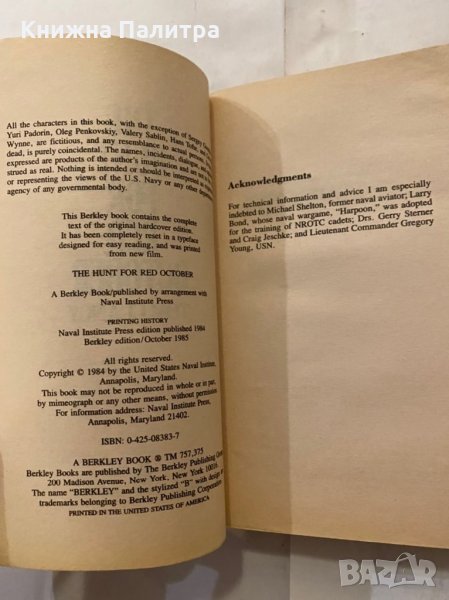 Книжна Палитра
All the characters in this book, with the exception of Sergey
Yuri Padorin, Oleg Penkovskiy, Valery Sablin, Hans Tofte,
Wynne, are fictitious, and any resemblance to actual persons,
dead, is purely coincidental. The names, incidents, dialogue, and
expressed are products of the author's imagination and are not
strued as real. Nothing is intended or should be interpreted as
or representing the views of the U.S. Navy or any other
agency of any governmental body.
This Berkley book contains the complete
text of the original hardcover edition.
It has been completely reset in a typeface
designed for easy reading, and was printed
from new film.
THE HUNT FOR RED OCTOBER
A Berkley Book/published by arrangement with
Naval Institute Press
PRINTING HISTORY
Naval Institute Press edition published 1984
Berkley edition/October 1985
All rights reserved.
Copyright © 1984 by the United States Naval Institute,
Annapolis, Maryland.
This book may not be reproduced in whole or in part,
by mimeograph or any other means, without permission.
For information address: Naval Institute Press,
Annapolis, Maryland 21402.
ISBN: 0-425-08383-7
A BERKLEY BOOK ® TM 757,375
Berkley Books are published by The Berkley Publishing
200 Madison Avenue, New York, New York 10016.
The name "BERKLEY" and the stylized "B" with design
trademarks belonging to Berkley Publishing Corporation.
PRINTED IN THE UNITED STATES OF AMERICA
Acknowledgments
For technical information and advice I am especially
indebted to Michael Shelton, former naval aviator; Larry
Bond, whose naval wargame, "Harpoon," was adopted
for the training of NROTC cadets; Drs. Gerry Sterner
and Craig Jeschke; and Lieutenant Commander Gregory
Young, USN.
BAZAR
.bg